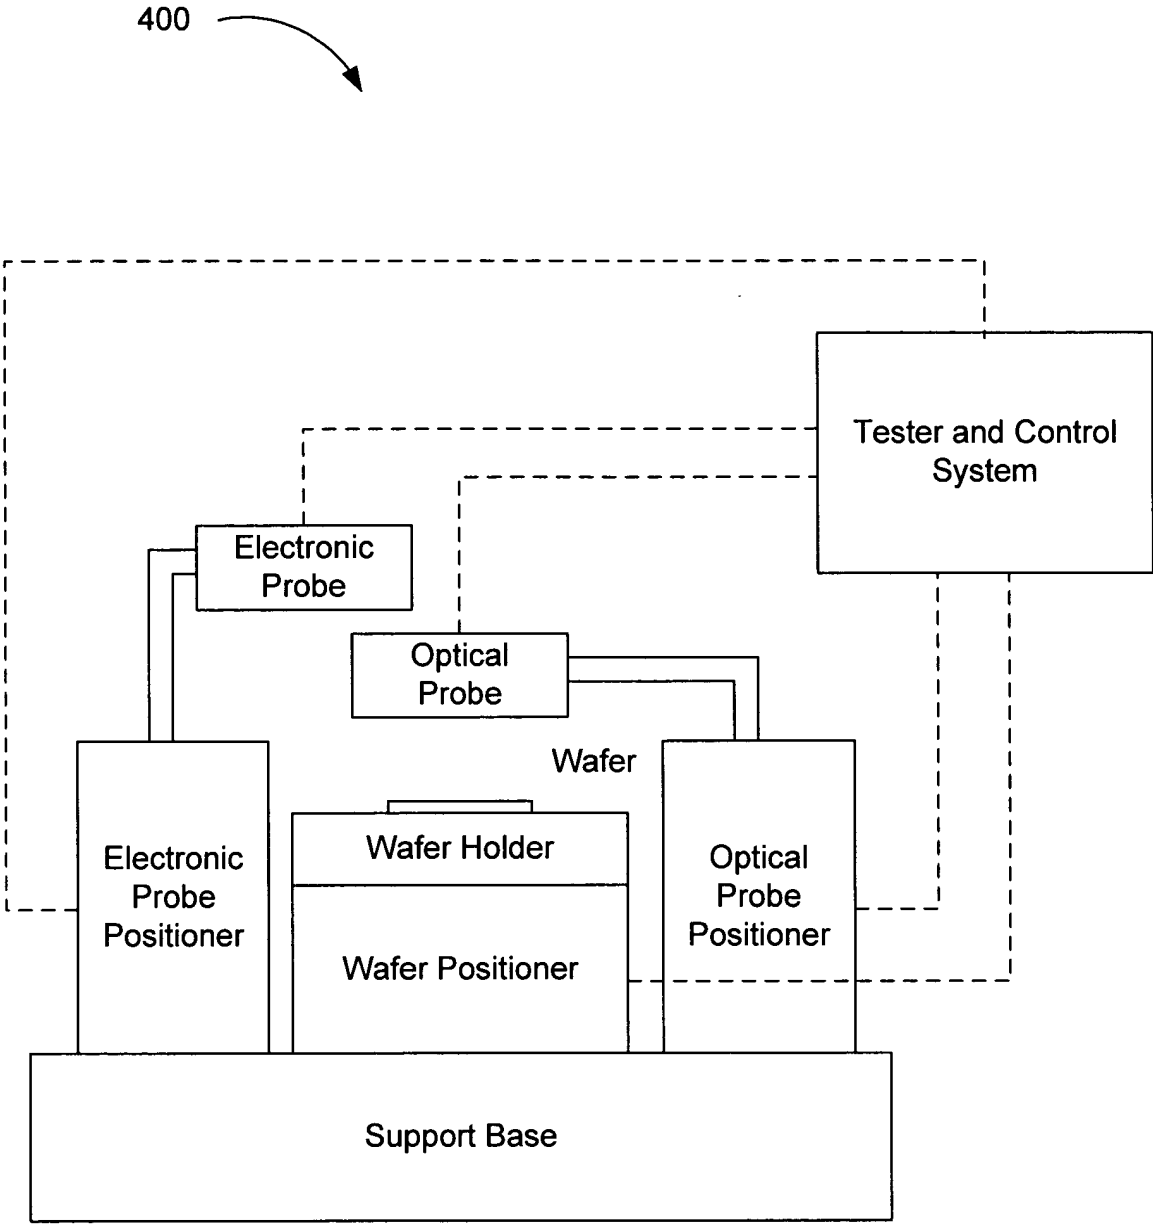 400
Tester and Control
System
Electronic
Probe
Optical
Probe
Wafer
Wafer Holder
Electronic
Probe
Positioner
Optical
Probe
Positioner
Wafer Positioner
Support Base